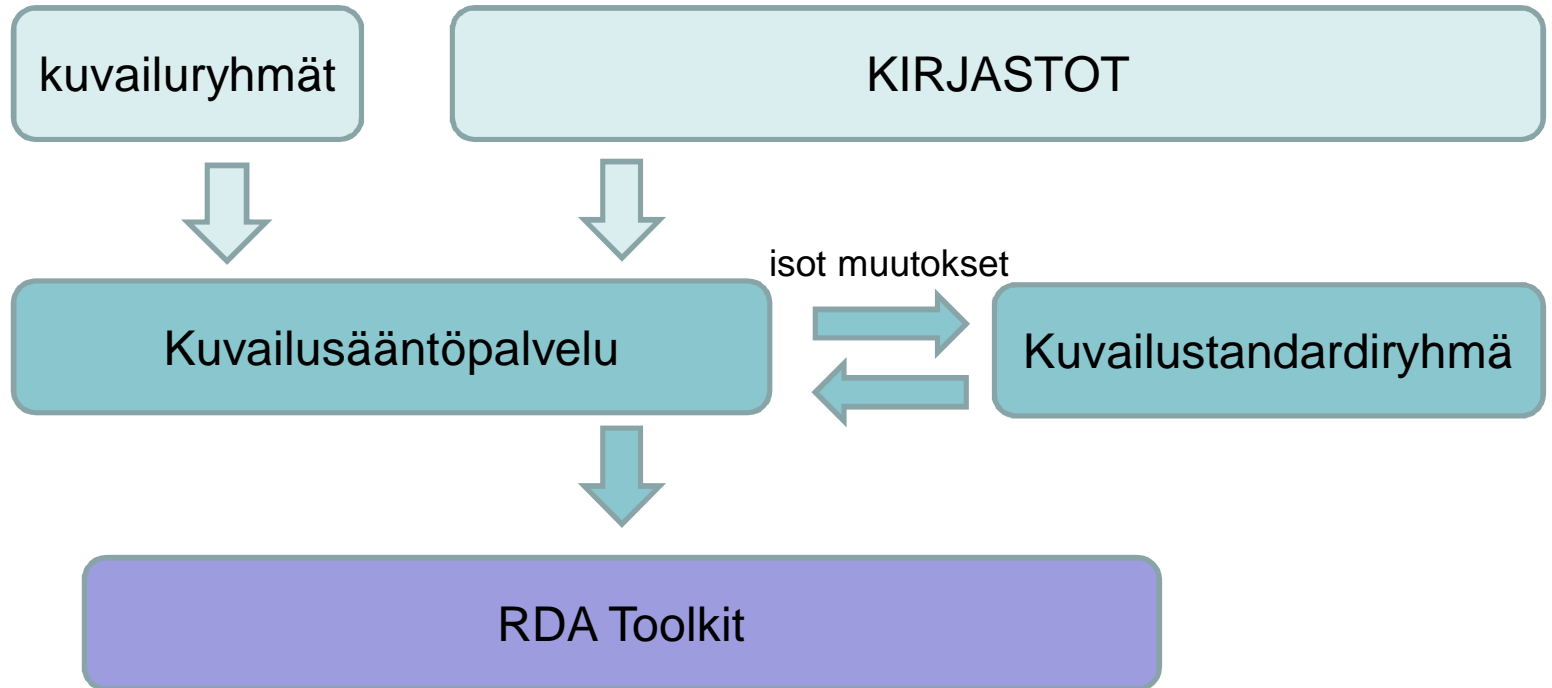 kuvailuryhmät
KIRJASTOT
isot muutokset
Kuvailusääntöpalvelu
Kuvailustandardiryhmä
RDA Toolkit